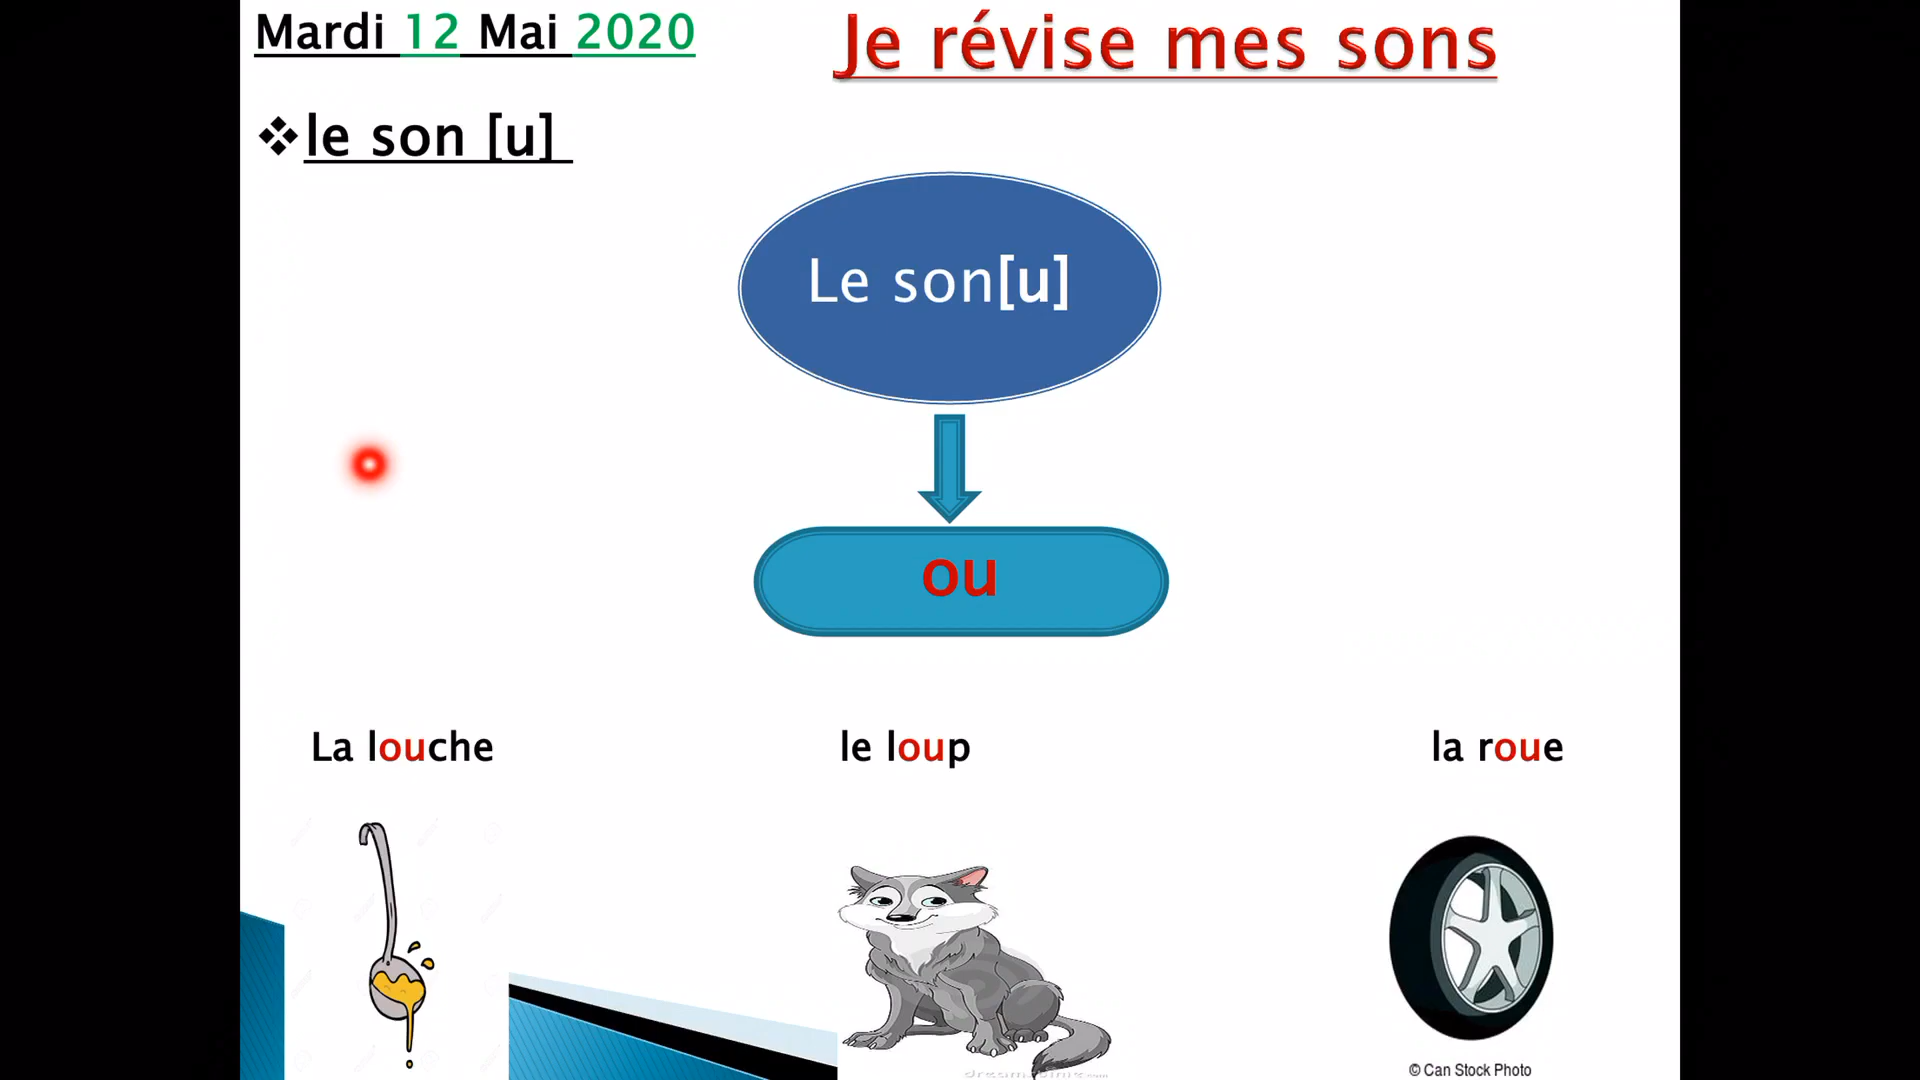 Mardi 12 Mai 2020
Je révise mes sons
❖le son [u]
Le son[u]
ou
La louche
le loup
la roue
© Can Stock Photo